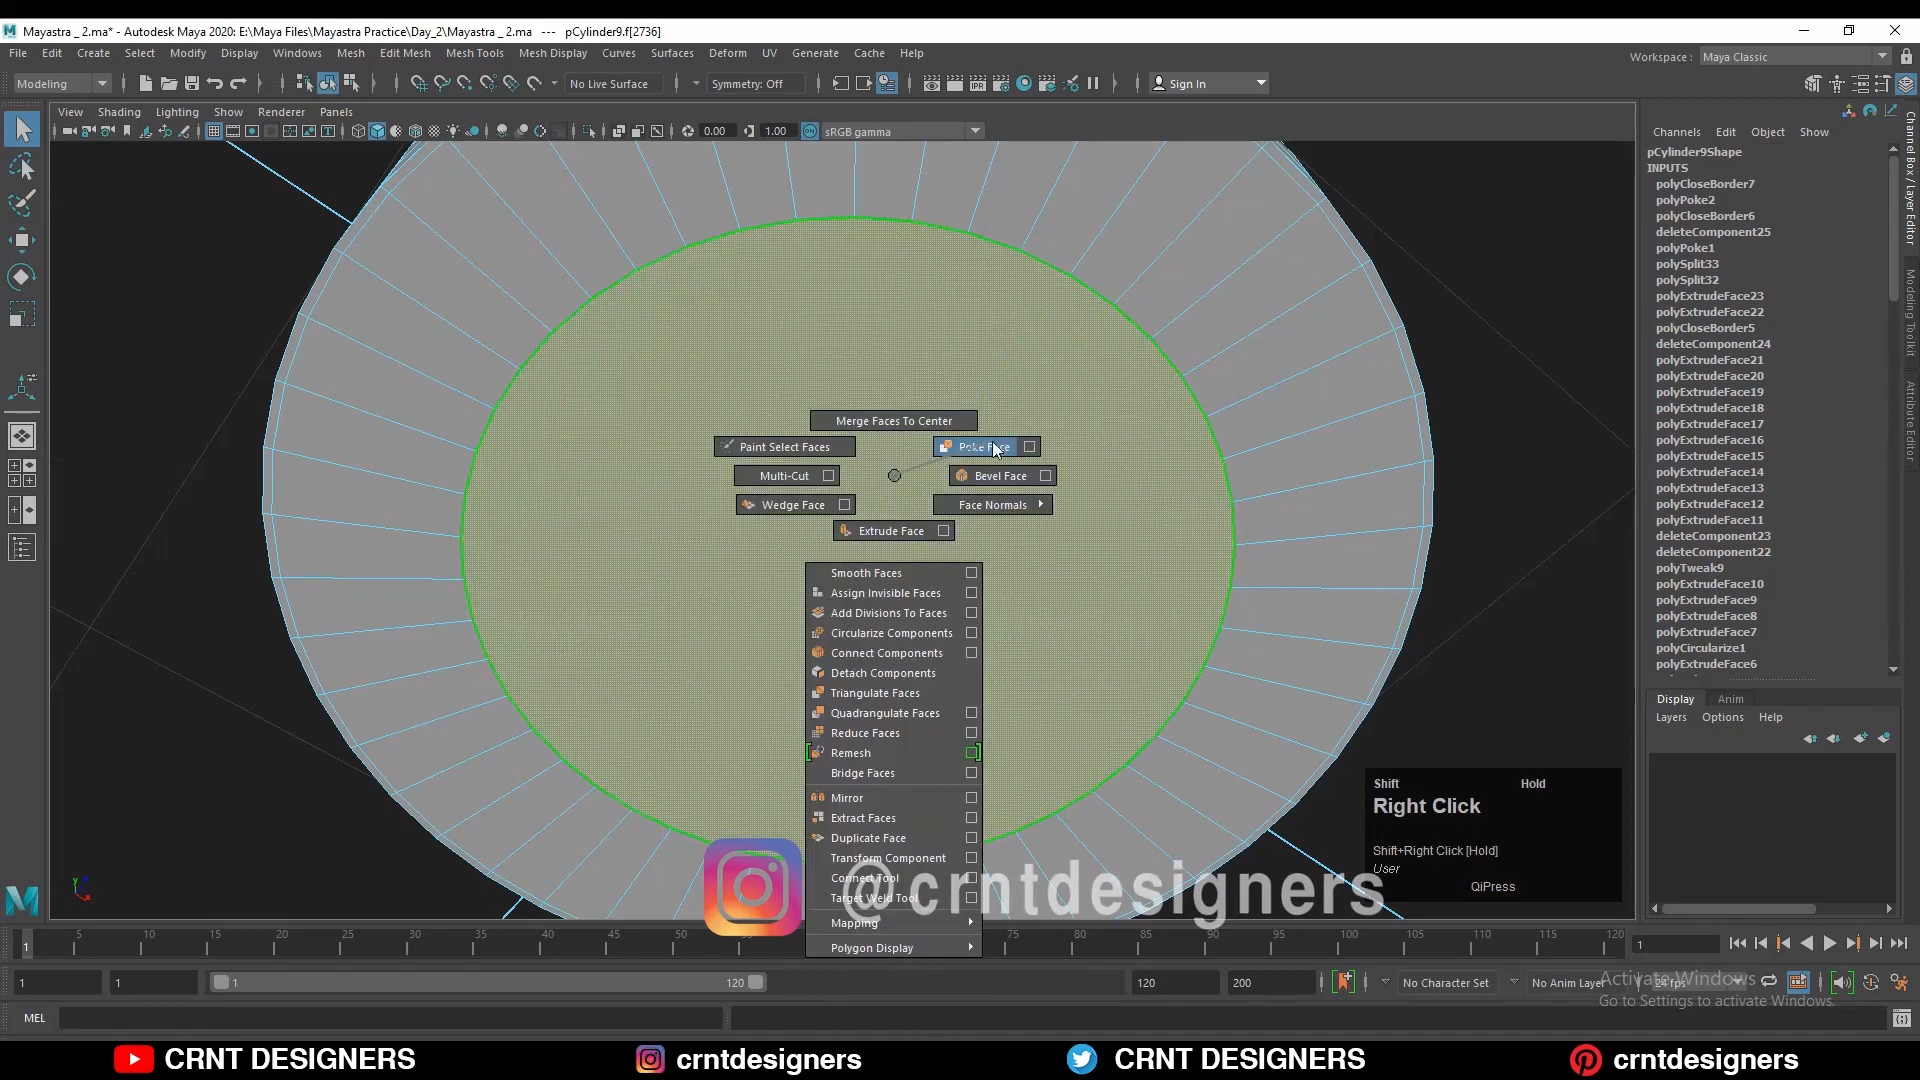 Mayastra _ 2.ma* - Autodesk Maya 2020: E:\Maya Files\Mayastra Practice\Day_2\Mayastra _ 2.ma --- pCylinder9.f[2736]
File Edit Create Select Modify Display Windows Mesh Edit Mesh Mesh Tools Mesh Display Curves Surfaces Deform UV Generate Cache Help
Workspace : Maya Classic
Modeling No Live Surface Symmetry: Off IPR Sign In
View Shading Lighting Show Renderer Panels
0.00 1.00 ON sRGB gamma
Channels Edit Object Show
pCylinder9Shape
INPUTS
polyCloseBorder7
polyPoke2
polyCloseBorder6
deleteComponent25
polyPoke1
polySplit33
polySplit32
polyExtrudeFace23
polyExtrudeFace22
polyCloseBorder5
deleteComponent24
polyExtrudeFace21
polyExtrudeFace20
polyExtrudeFace19
polyExtrudeFace18
polyExtrudeFace17
polyExtrudeFace16
polyExtrudeFace15
polyExtrudeFace14
polyExtrudeFace13
polyExtrudeFace12
polyExtrudeFace11
deleteComponent23
deleteComponent22
polyTweak9
polyExtrudeFace10
polyExtrudeFace9
polyExtrudeFace8
polyExtrudeFace7
polyCircularize1
polyExtrudeFace6
Channel Box / Layer Editor
Modeling Toolkit
Attribute Editor
Merge Faces To Center
Paint Select Faces Poke Face
Multi-Cut Bevel Face
Wedge Face Face Normals
Extrude Face
Smooth Faces
Assign Invisible Faces
Add Divisions To Faces
Circularize Components
Connect Components
Detach Components
Triangulate Faces
Quadrangulate Faces
Reduce Faces
Remesh
Bridge Faces
Mirror
Extract Faces
Duplicate Face
Transform Component
Connect Tool
Target Weld Tool
Mapping
Polygon Display
@crntdesigners
Shift Hold
Right Click
Shift+Right Click [Hold]
User
QiPress
Display Anim
Layers Options Help
y
1 5 10 15 20 25 30 35 40 45 50 75 80 85 90 95 100 105 110 115 120 1
1 1 1 120 120 200 No Character Set No Anim Layer 24 fps
Activate Windows
Go to Settings to activate Windows.
MEL
CRNT DESIGNERS crntdesigners CRNT DESIGNERS crntdesigners